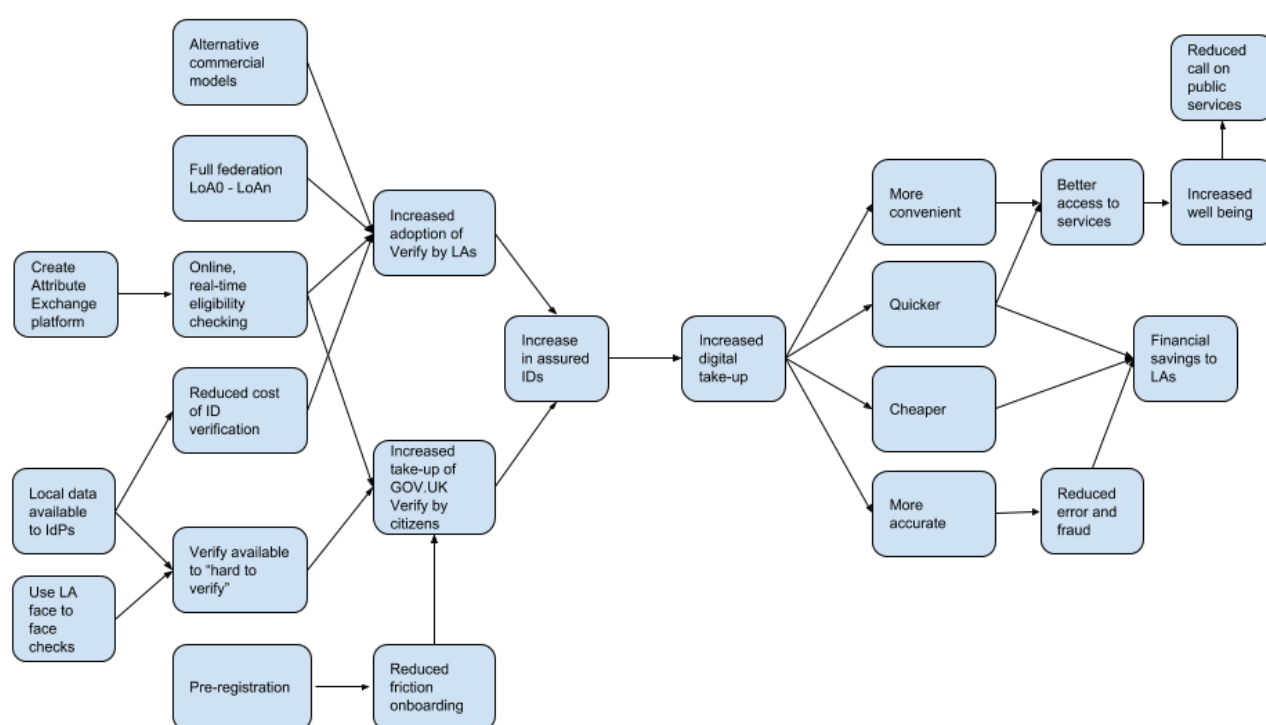 Alternative
commercial
models
Full federation
LoA0 - LoAn
Create
Attribute
Exchange
platform
Online,
real-time
eligibility
checking
Reduced cost
of ID
verification
Local data
available
to IdPs
Use LA
face to
face
checks
Verify available
to “hard to
verify”
Pre-registration
Increased
adoption of
Verify by LAs
Increased
take-up of
GOV.UK
Verify by
citizens
Reduced
friction
onboarding
Increase
in assured
IDs
Increased
digital
take-up
More
convenient
Quicker
Cheaper
More
accurate
Better
access to
services
Reduced
error and
fraud
Increased
well being
Reduced
call on
public
services
Financial
savings to
LAs